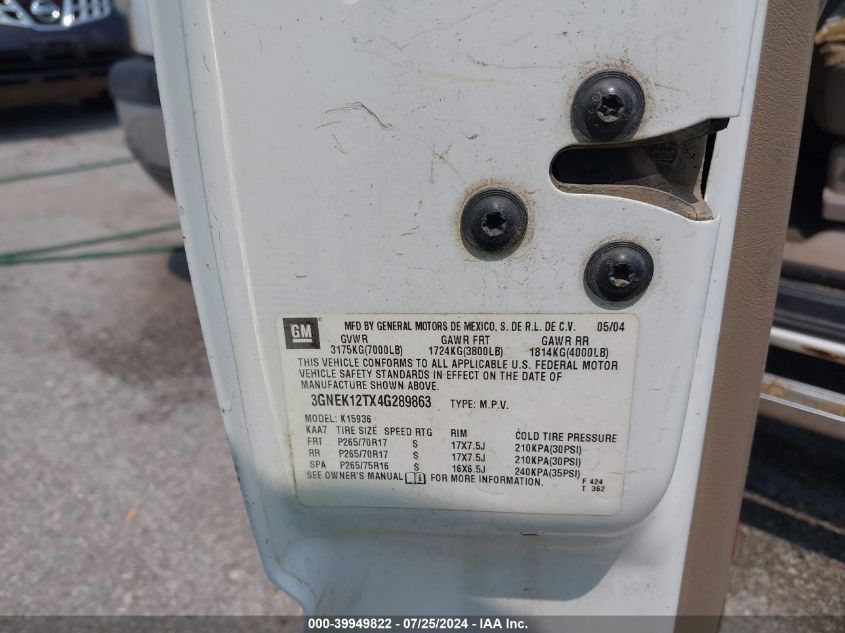 GM
MFD BY GENERAL MOTORS DE MEXICO, S. DE R.L. DE C.V. 05/04
GVWR GAWR FRT GAWR RR
3175KG(7000LB) 1724KG(3800LB) 1814KG(4000LB)
THIS VEHICLE CONFORMS TO ALL APPLICABLE U.S. FEDERAL MOTOR
VEHICLE SAFETY STANDARDS IN EFFECT ON THE DATE OF
MANUFACTURE SHOWN ABOVE.
3GNEK12TX4G289863 TYPE: M.P.V.
MODEL: K15936
KAA7 TIRE SIZE SPEED RTG RIM COLD TIRE PRESSURE
FRT P265/70R17 S 17X7.5J 210KPA(30PSI)
RR P265/70R17 S 17X7.5J 210KPA(30PSI)
SPA P265/75R16 S 16X6.5J 240KPA(35PSI)
SEE OWNER'S MANUAL FOR MORE INFORMATION.
F 424
T 362
000-39949822 - 07/25/2024 - IAA Inc.